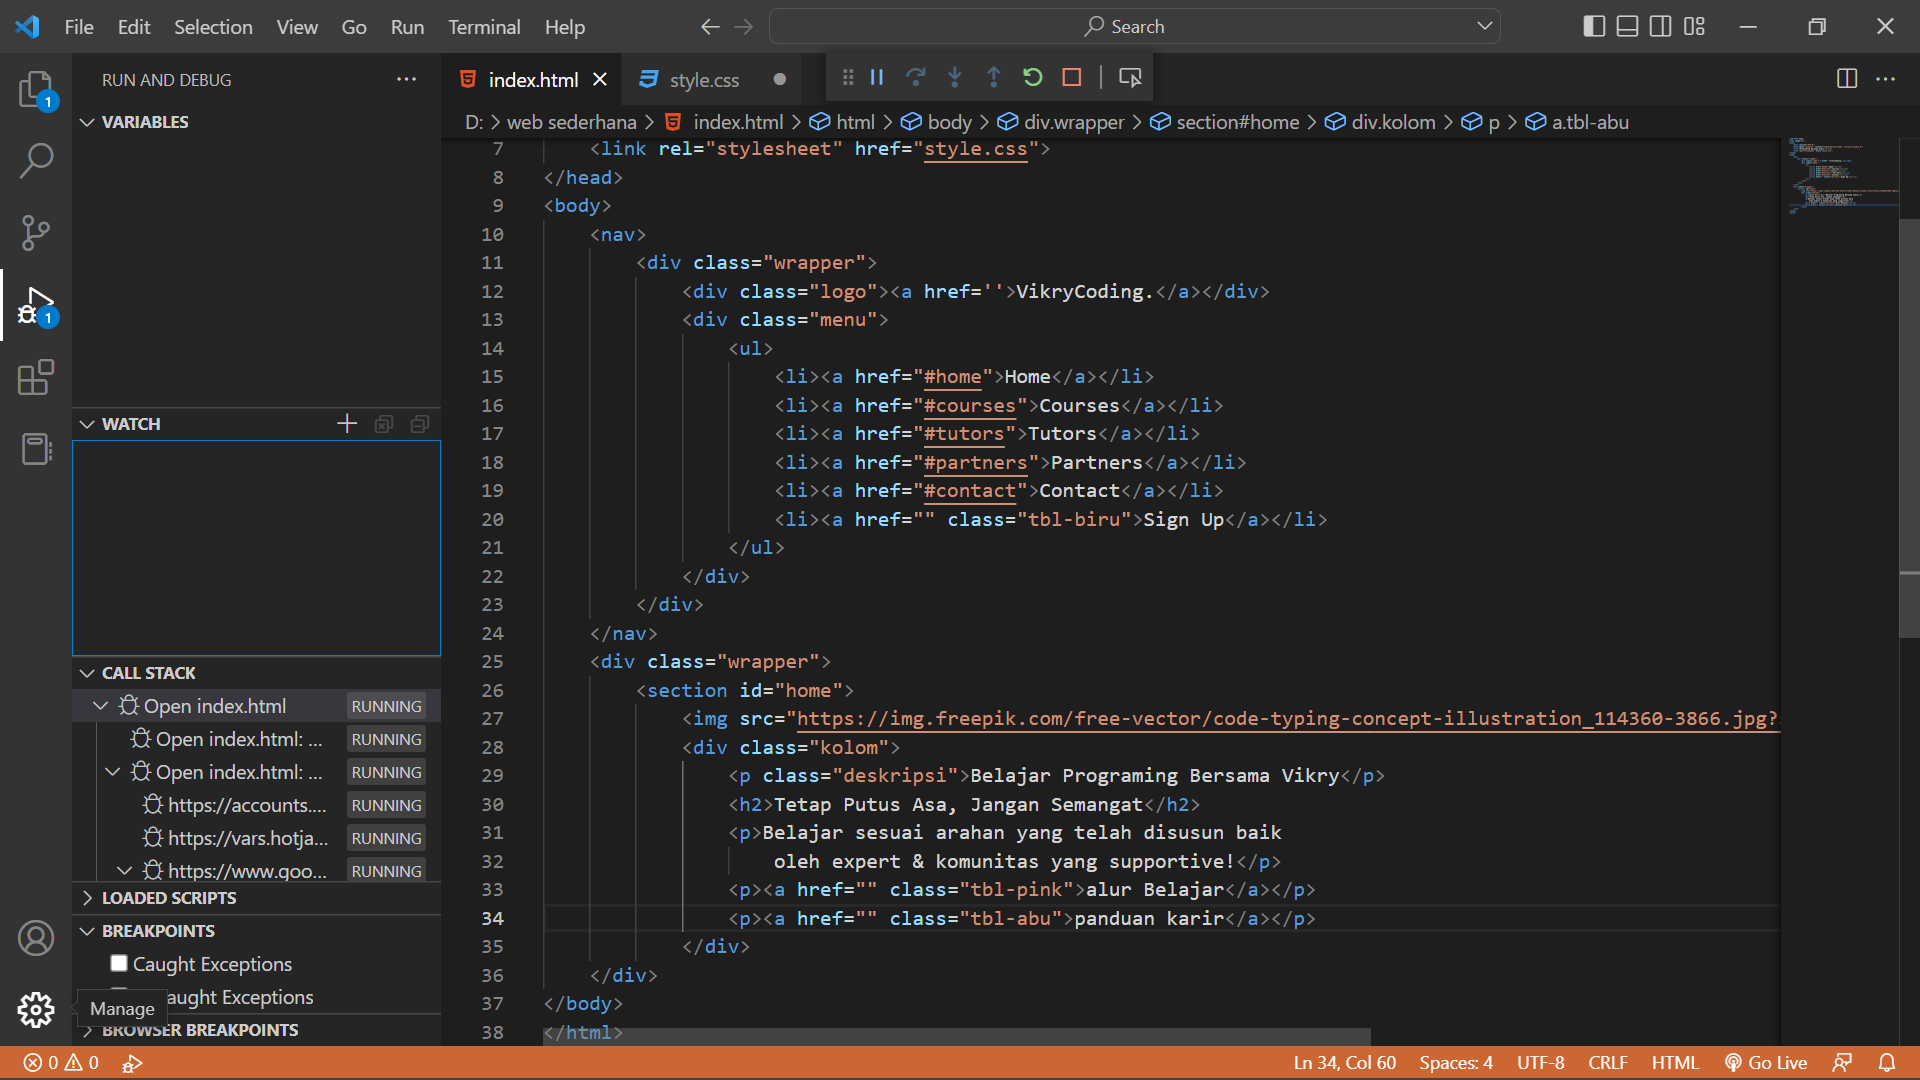 File Edit Selection View Go Run Terminal Help
Search
RUN AND DEBUG
index.html
style.css
VARIABLES
D: > web sederhana > index.html > html > body > div.wrapper > section#home > div.kolom > p > a.tbl-abu
7 <link rel="stylesheet" href="style.css">
8 </head>
9 <body>
10 <nav>
11 <div class="wrapper">
12 <div class="logo"><a href=''>VikryCoding.</a></div>
13 <div class="menu">
14 <ul>
15 <li><a href="#home">Home</a></li>
16 <li><a href="#courses">Courses</a></li>
17 <li><a href="#tutors">Tutors</a></li>
18 <li><a href="#partners">Partners</a></li>
19 <li><a href="#contact">Contact</a></li>
20 <li><a href="" class="tbl-biru">Sign Up</a></li>
21 </ul>
22 </div>
23 </div>
24 </nav>
25 <div class="wrapper">
26 <section id="home">
27 <img src="https://img.freepik.com/free-vector/code-typing-concept-illustration_114360-3866.jpg?
28 <div class="kolom">
29 <p class="deskripsi">Belajar Programing Bersama Vikry</p>
30 <h2>Tetap Putus Asa, Jangan Semangat</h2>
31 <p>Belajar sesuai arahan yang telah disusun baik
32 oleh expert & komunitas yang supportive!</p>
33 <p><a href="" class="tbl-pink">alur Belajar</a></p>
34 <p><a href="" class="tbl-abu">panduan karir</a></p>
35 </div>
36 </div>
37 </body>
38 </html>
WATCH
CALL STACK
Open index.html RUNNING
Open index.html: ... RUNNING
Open index.html: ... RUNNING
https://accounts.... RUNNING
https://vars.hotja... RUNNING
https://www.goo... RUNNING
LOADED SCRIPTS
BREAKPOINTS
Caught Exceptions
aught Exceptions
Manage
BROWSER BREAKPOINTS
1
1
0 0
Ln 34, Col 60 Spaces: 4 UTF-8 CRLF HTML Go Live